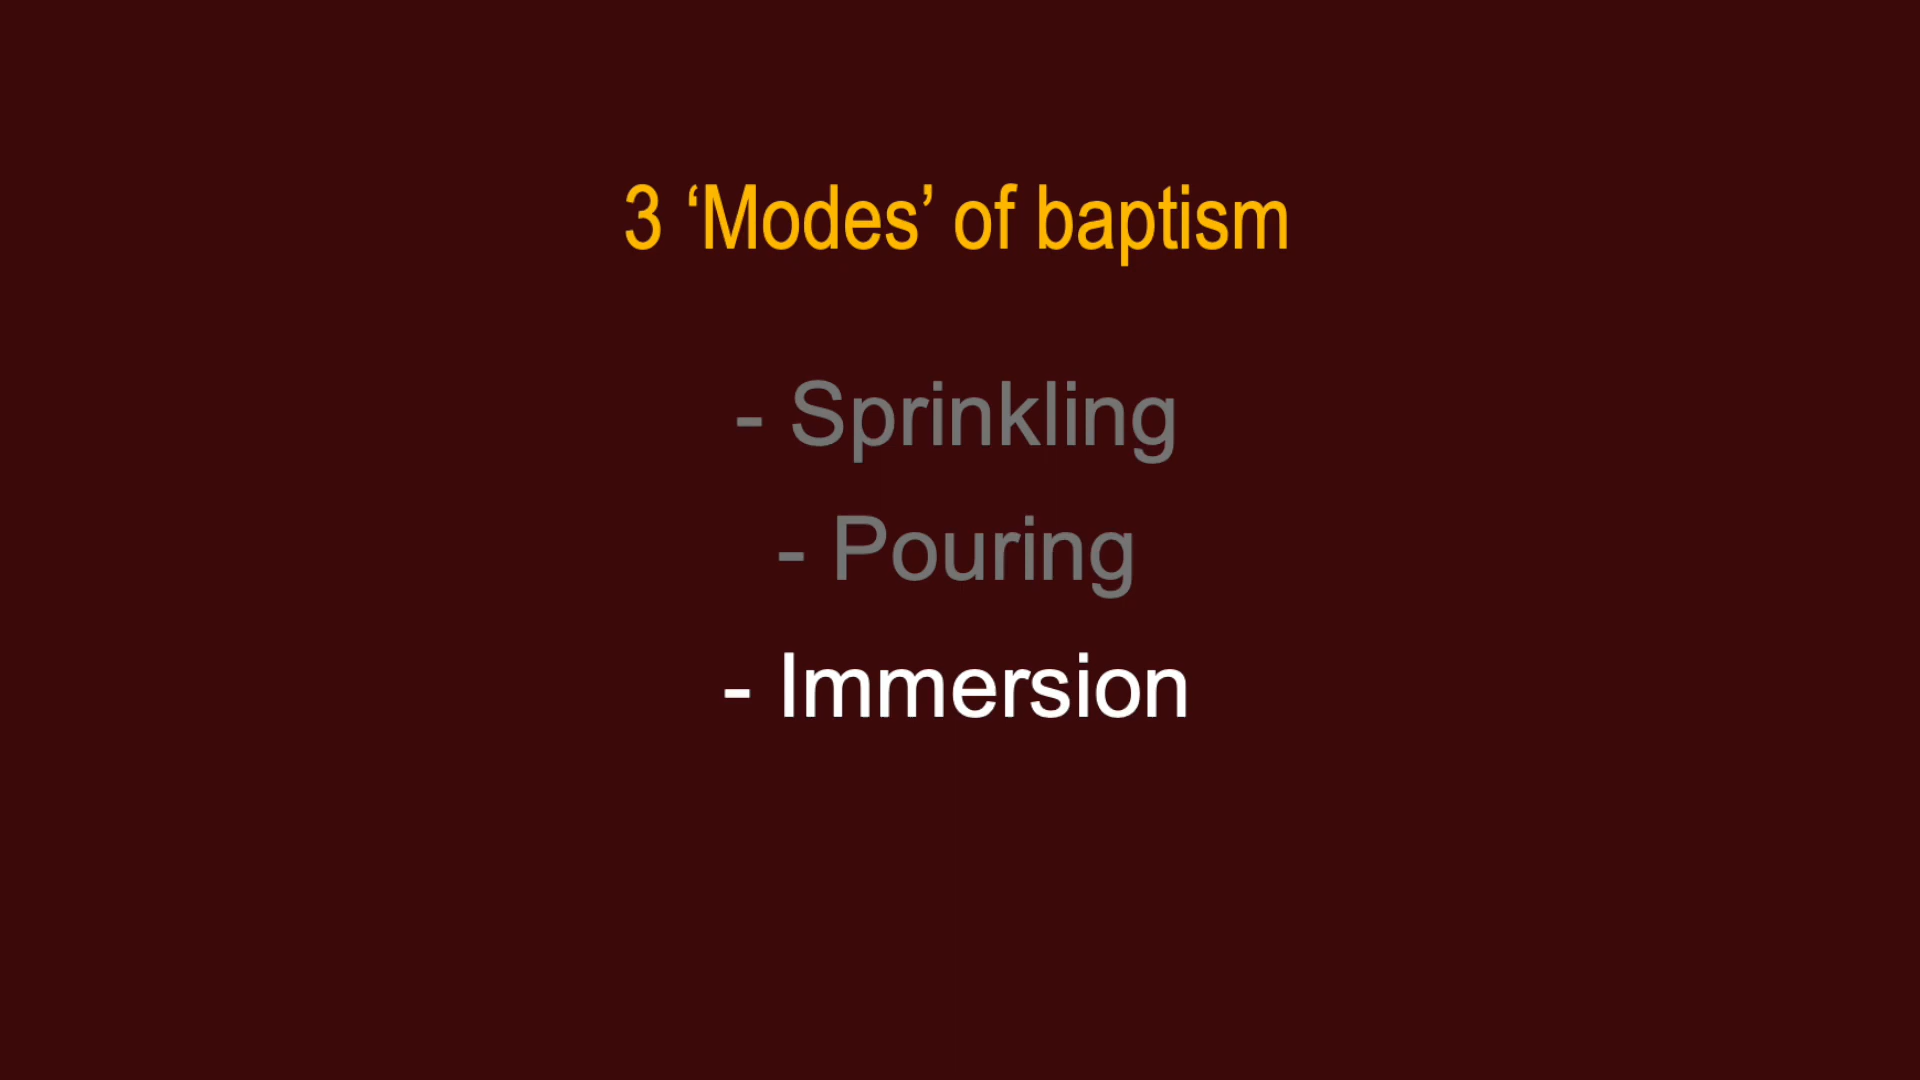 3 ‘Modes’ of baptism
- Sprinkling
- Pouring
- Immersion